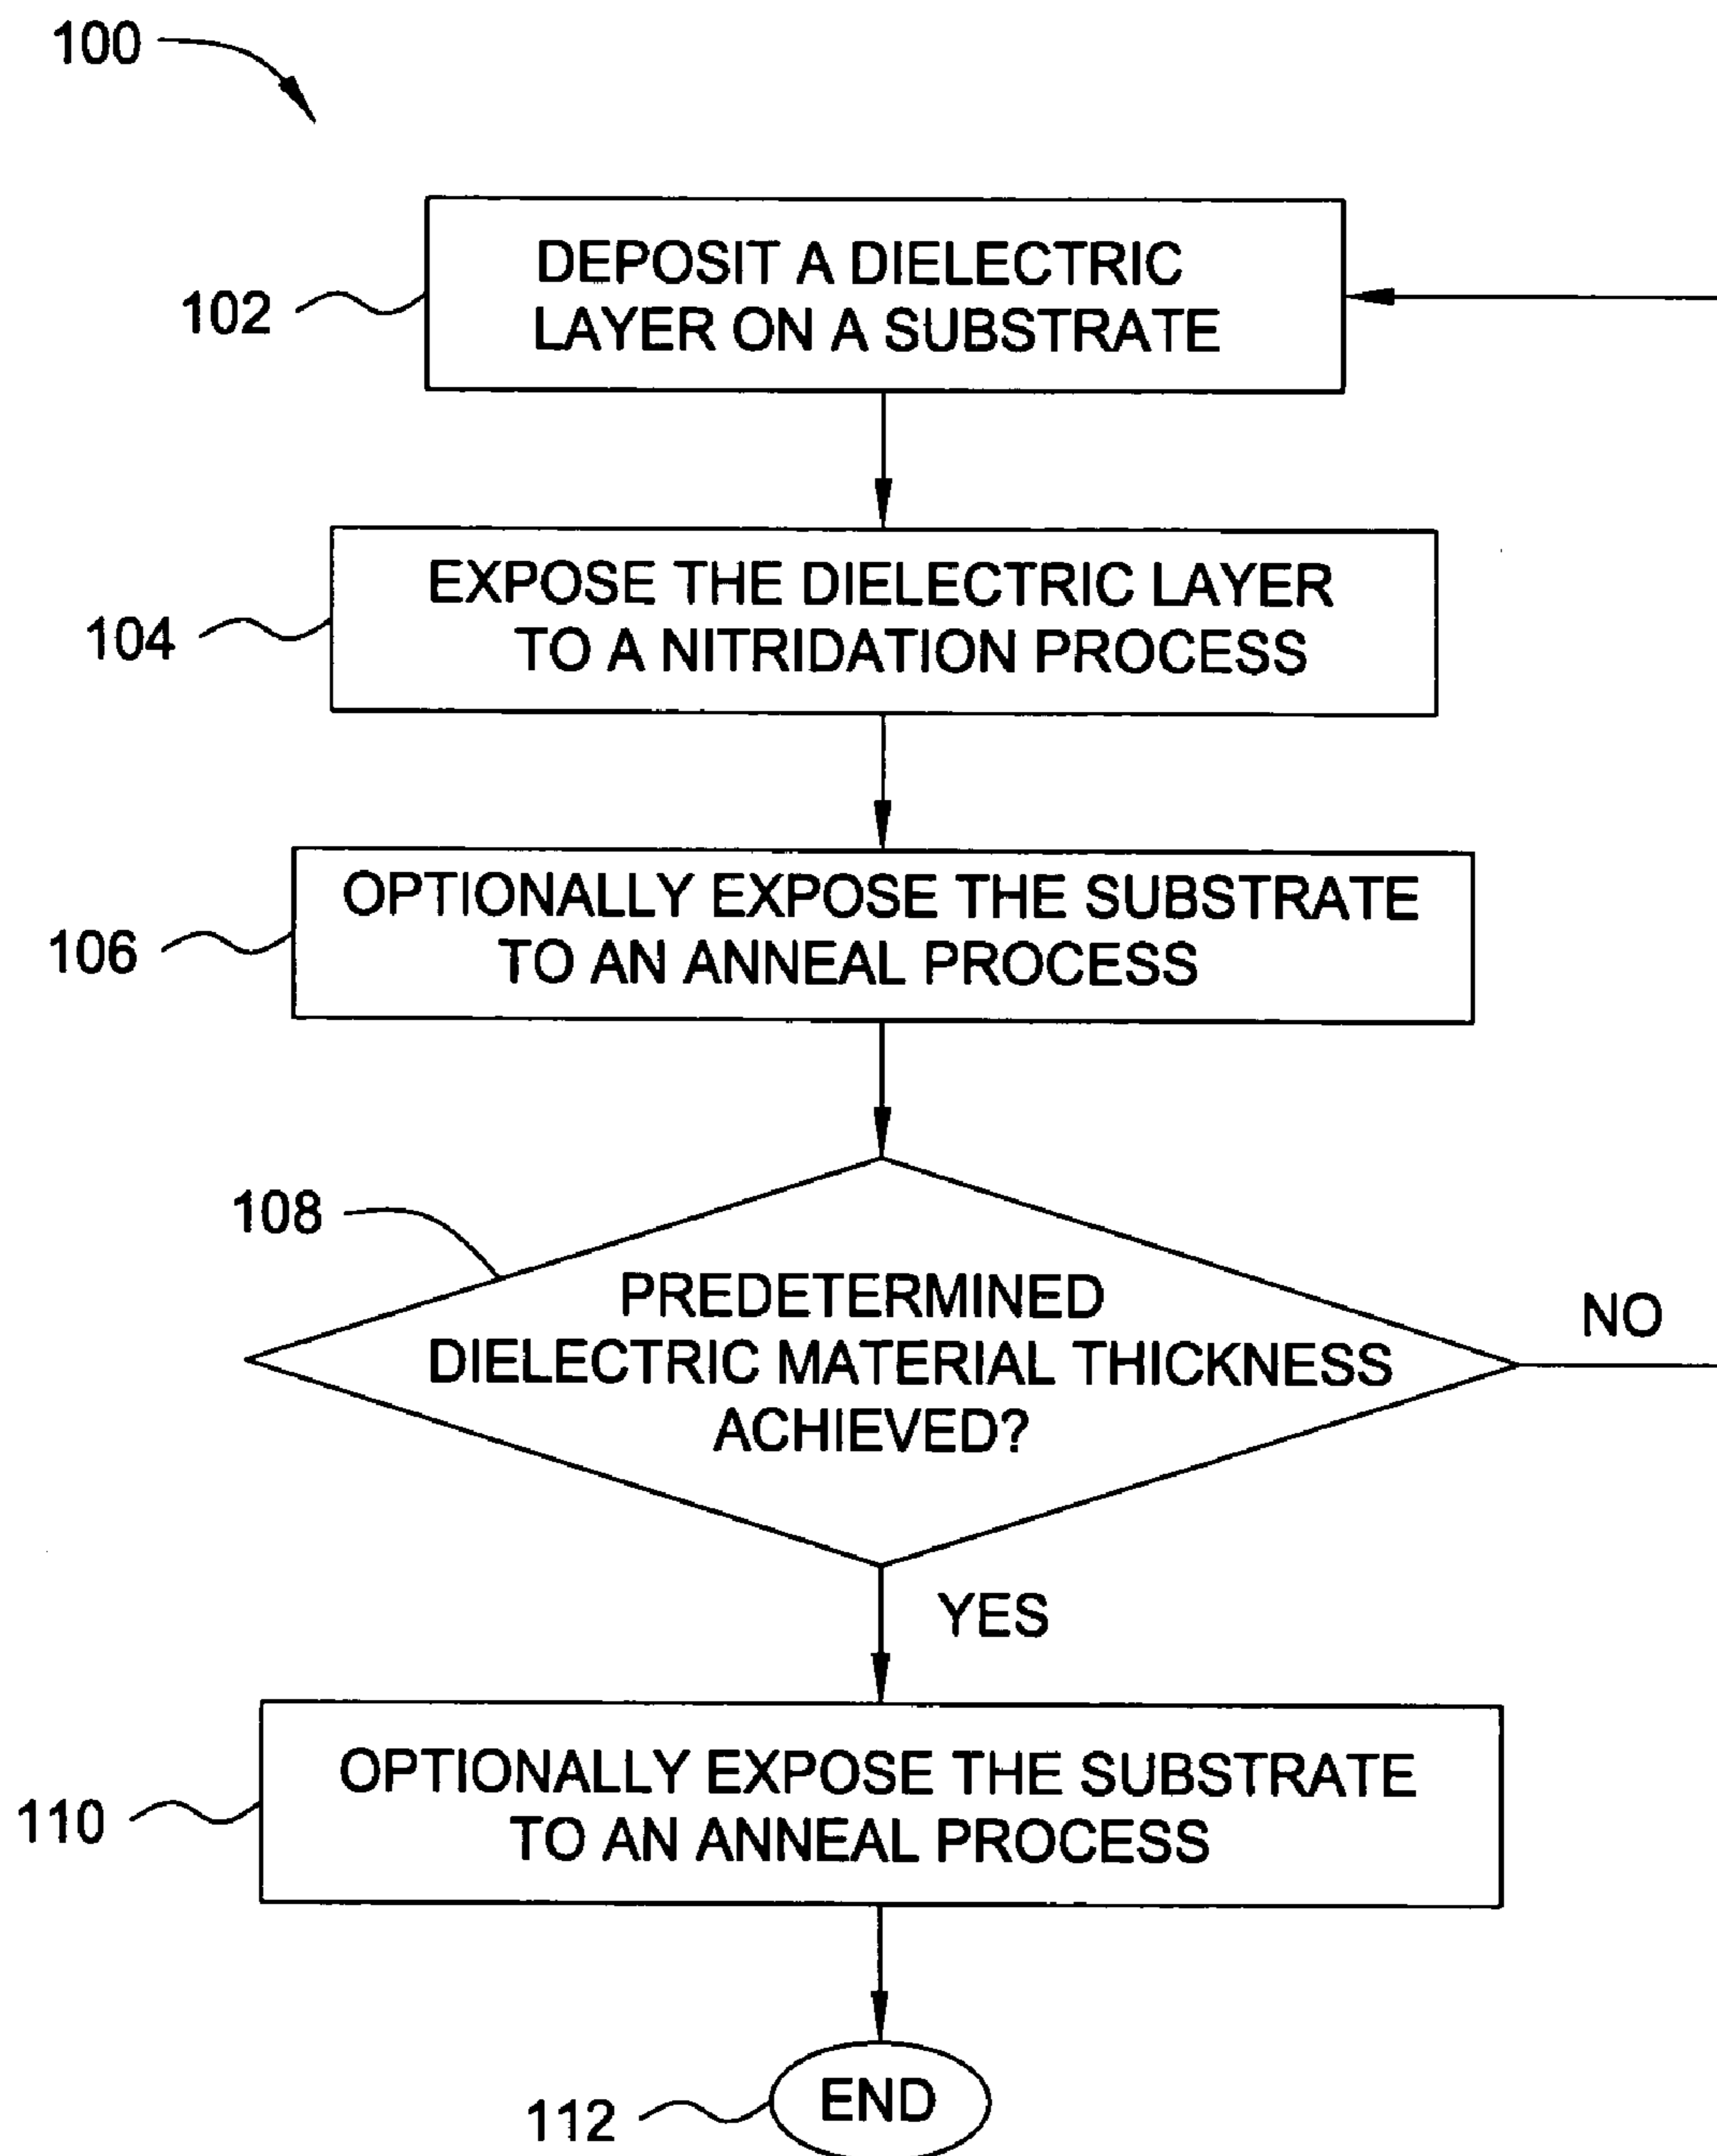 100
102
DEPOSIT A DIELECTRIC
LAYER ON A SUBSTRATE
104
EXPOSE THE DIELECTRIC LAYER
TO A NITRIDATION PROCESS
106
OPTIONALLY EXPOSE THE SUBSTRATE
TO AN ANNEAL PROCESS
108
PREDETERMINED
DIELECTRIC MATERIAL THICKNESS
ACHIEVED?
NO
YES
110
OPTIONALLY EXPOSE THE SUBSTRATE
TO AN ANNEAL PROCESS
112
END